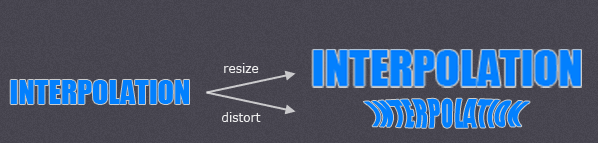 INTERPOLATION
resize
INTERPOLATION
distort
INTERPOLATION